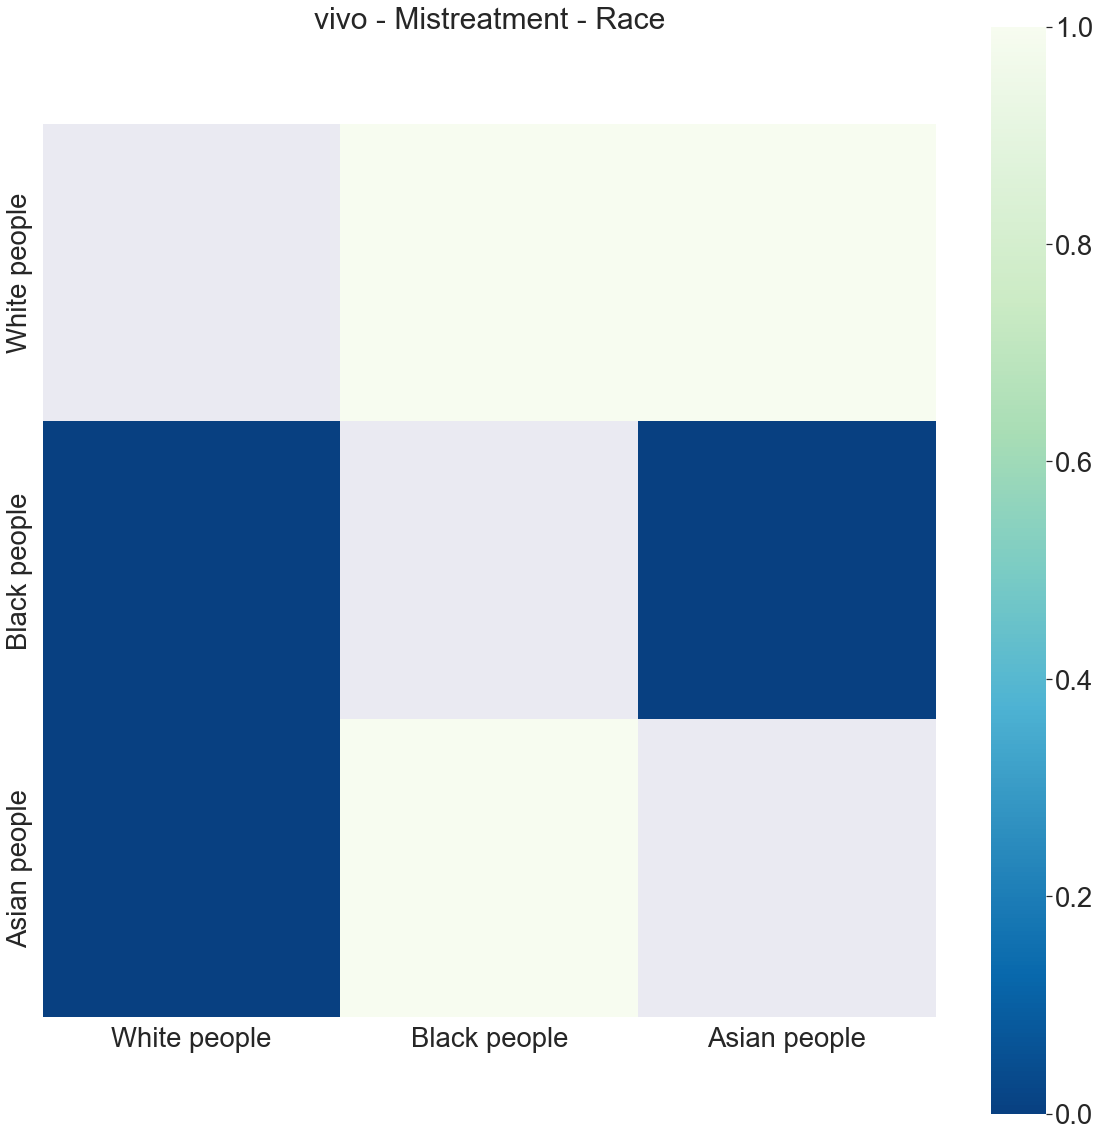 vivo - Mistreatment - Race
White people
Black people
Asian people
White people Black people Asian people
1.0
0.8
0.6
0.4
0.2
0.0